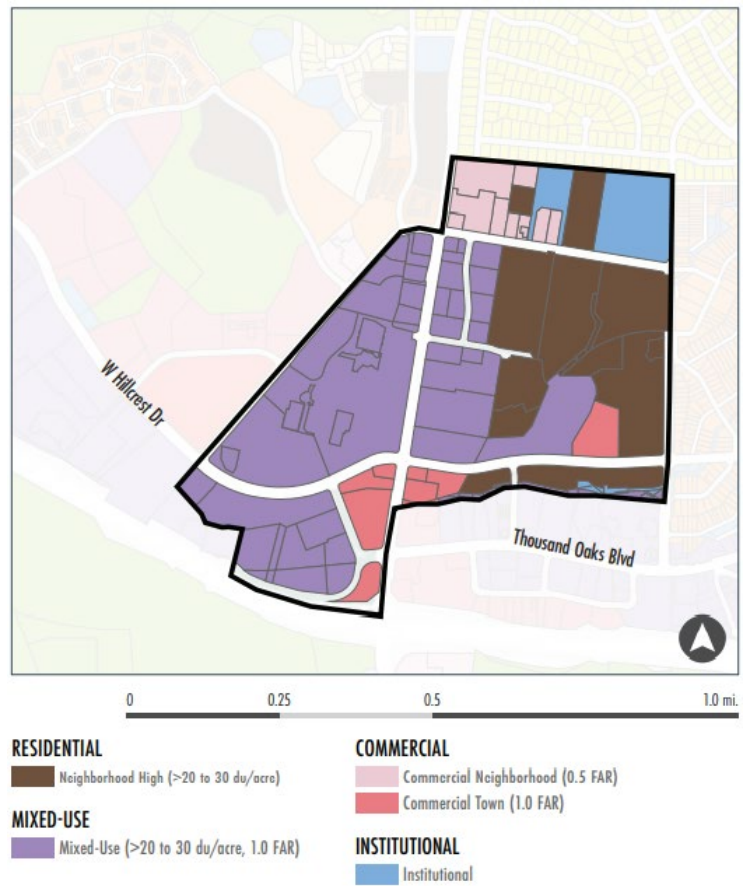 W Hillcrest Dr
Thousand Oaks Blvd
0 0.25 0.5 1.0 mi.
RESIDENTIAL
Neighborhood High (>20 to 30 du/acre)
MIXED-USE
Mixed-Use (>20 to 30 du/acre, 1.0 FAR)
COMMERCIAL
Commercial Neighborhood (0.5 FAR)
Commercial Town (1.0 FAR)
INSTITUTIONAL
Institutional